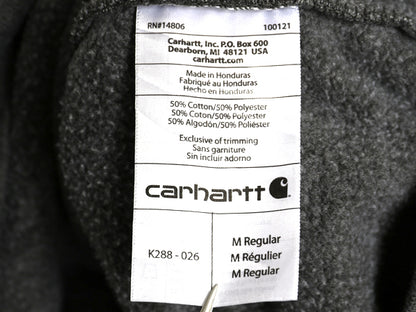 RN#14806 100121
Carhartt, Inc. P.O. Box 600
Dearborn, MI 48121 USA
carhartt.com
Made in Honduras
Fabriqué au Honduras
Hecho en Honduras
50% Cotton/50% Polyester
50% Coton/50% Polyester
50% Algodón/50% Poliéster
Exclusive of trimming
Sans garniture
Sin incluir adorno
carhartt
K288 - 026
M Regular
M Régulier
M Regular